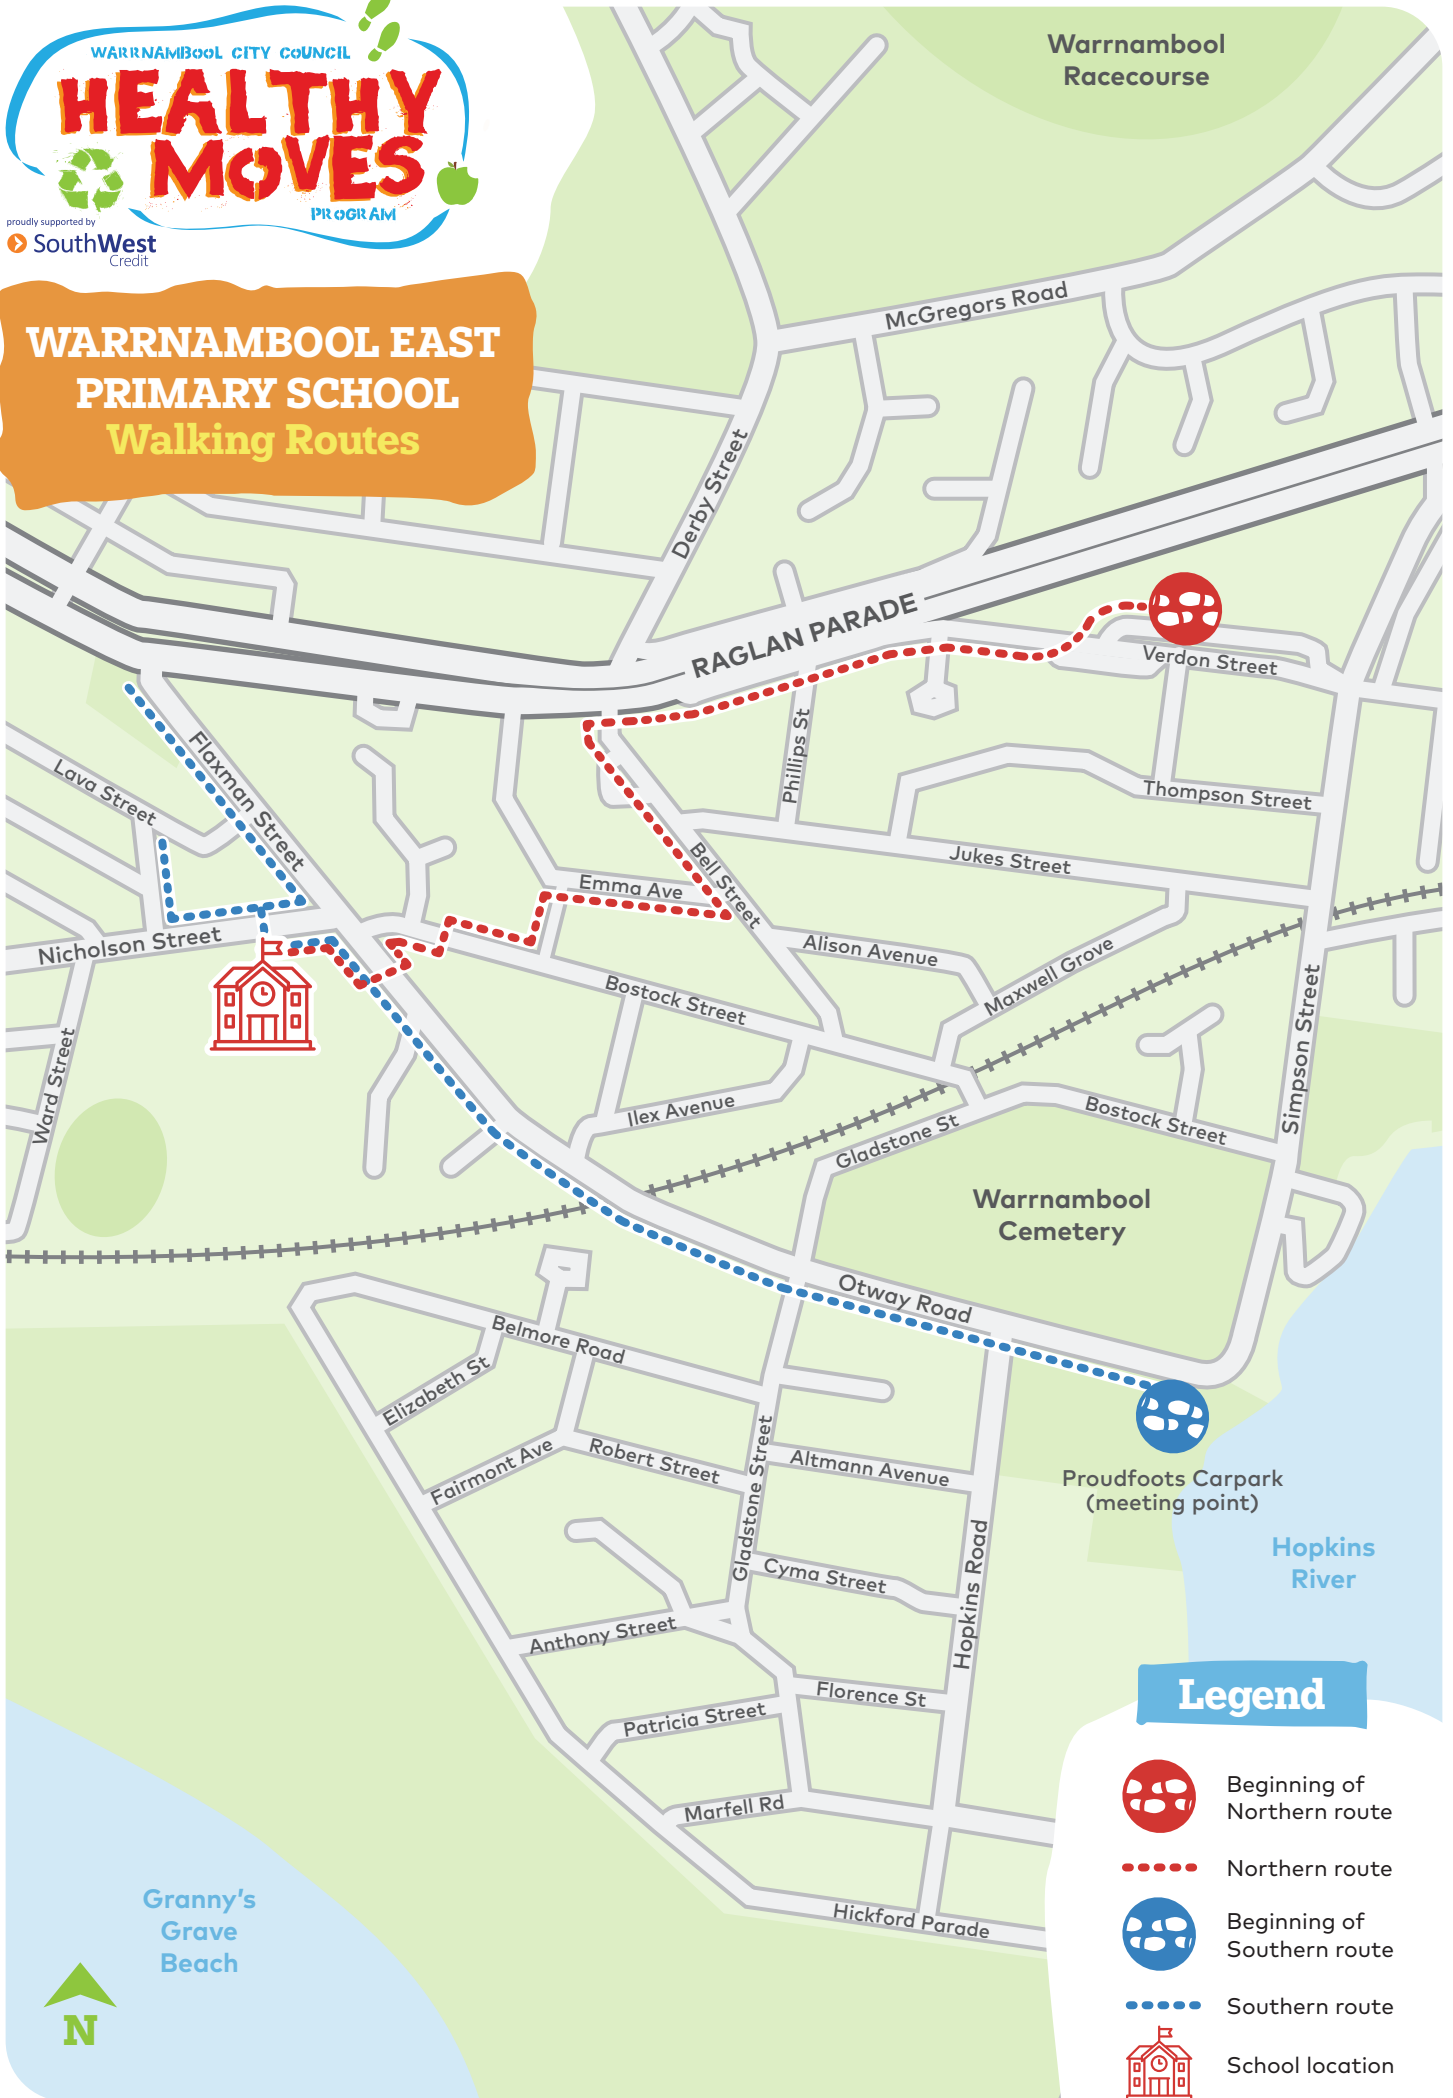 WARRNAMBOOL CITY COUNCIL
HEALTHY
MOVES
PROGRAM
proudly supported by
SouthWest
Credit
WARRNAMBOOL EAST
PRIMARY SCHOOL
Walking Routes
Warrnambool
Racecourse
McGregors Road
Derby Street
RAGLAN PARADE
Verdon Street
Flaxman Street
Lava Street
Phillips St
Thompson Street
Bell Street
Jukes Street
Emma Ave
Nicholson Street
Alison Avenue
Maxwell Grove
Bostock Street
Simpson Street
Ward Street
Ilex Avenue
Gladstone St
Bostock Street
Warrnambool
Cemetery
Otway Road
Belmore Road
Elizabeth St
Fairmont Ave
Robert Street
Gladstone Street
Altmann Avenue
Proudfoots Carpark
(meeting point)
Hopkins
River
Cyma Street
Hopkins Road
Anthony Street
Florence St
Patricia Street
Marfell Rd
Hickford Parade
Granny's
Grave
Beach
N
Legend
Beginning of
Northern route
Northern route
Beginning of
Southern route
Southern route
School location